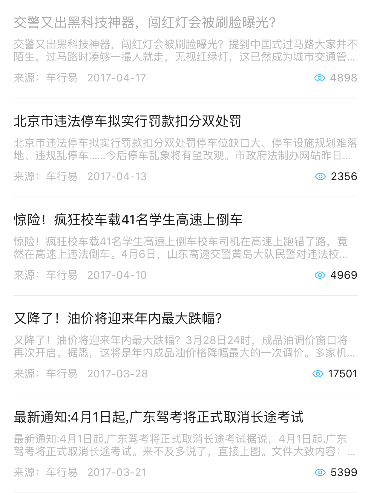 交警又出黑科技神器，闯红灯会被刷脸曝光？
交警又出黑科技神器，闯红灯会被刷脸曝光？提到中国式过马路大家并不
陌生，过马路时凑够一撮人就走，无视红绿灯，这已然成为城市交通管...
来源：车行易 2017-04-17 4898
北京市违法停车拟实行罚款扣分双处罚
北京市违法停车拟实行罚款扣分双处罚停车位缺口大、停车设施规划难落
地、违规乱停车……今后停车乱象将有望改观。市政府法制办网站昨日...
来源：车行易 2017-04-13 2356
惊险！疯狂校车载41名学生高速上倒车
惊险！疯狂校车载41名学生高速上倒车校车司机在高速上跑错了路，竟
然在高速上违法倒车。4月6日，山东高速交警黄岛大队民警对违法校...
来源：车行易 2017-04-10 4969
又降了！油价将迎来年内最大跌幅？
又降了！油价将迎来年内最大跌幅？3月28日24时，成品油调价窗口将
再次开启。据悉，这将是年内成品油价格降幅最大的一次调价。多家机...
来源：车行易 2017-03-28 17501
最新通知:4月1日起,广东驾考将正式取消长途考试
最新通知:4月1日起,广东驾考将正式取消长途考试据说，4月1日起,广东
驾考将正式取消长途考试。来不及多说了，直接上图。文件大致内容：...
来源：车行易 2017-03-21 5399